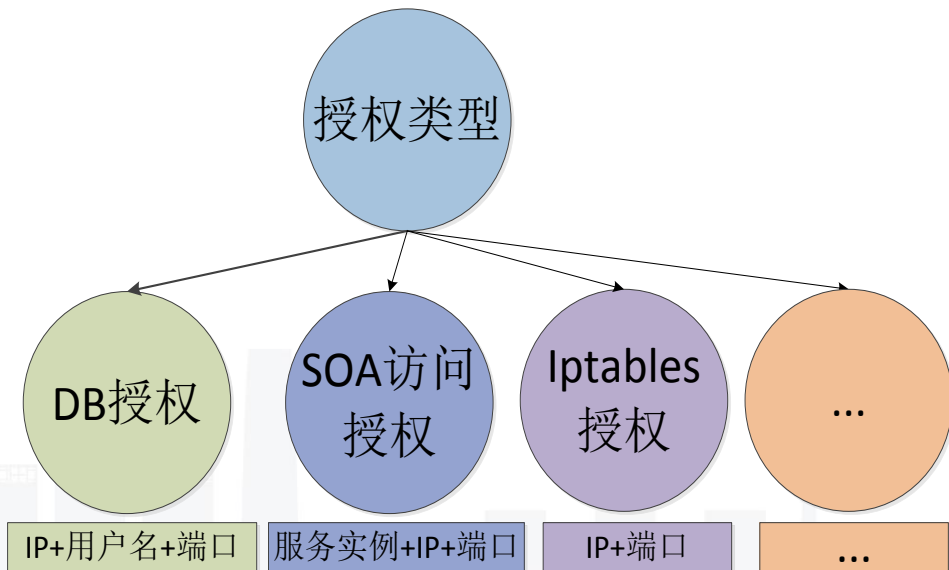 授权类型
DB授权
SOA访问
授权
Iptables
授权
...
IP+用户名+端口
服务实例+IP+端口
IP+端口
...